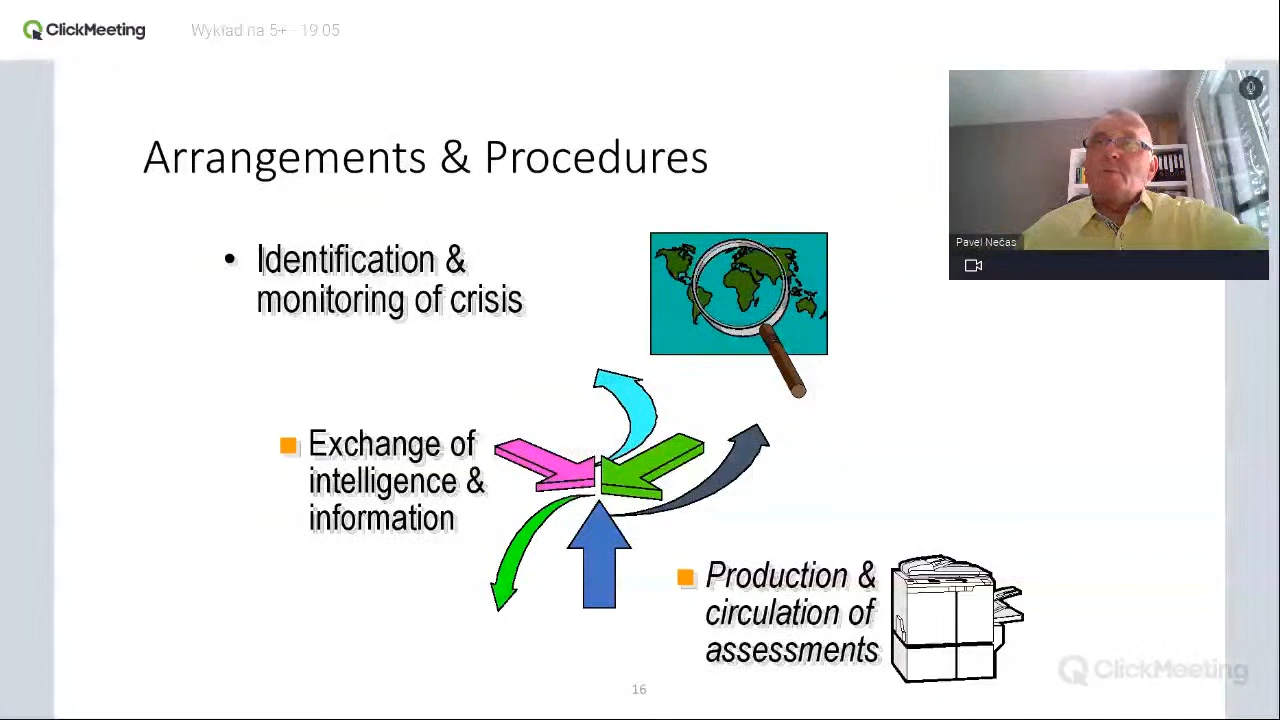 ClickMeeting
Wykład na 5+ - 19 05
Pavel Nečas
Arrangements & Procedures
• Identification &
monitoring of crisis
Exchange of
intelligence &
information
Production &
circulation of
assessments
16
ClickMeeting